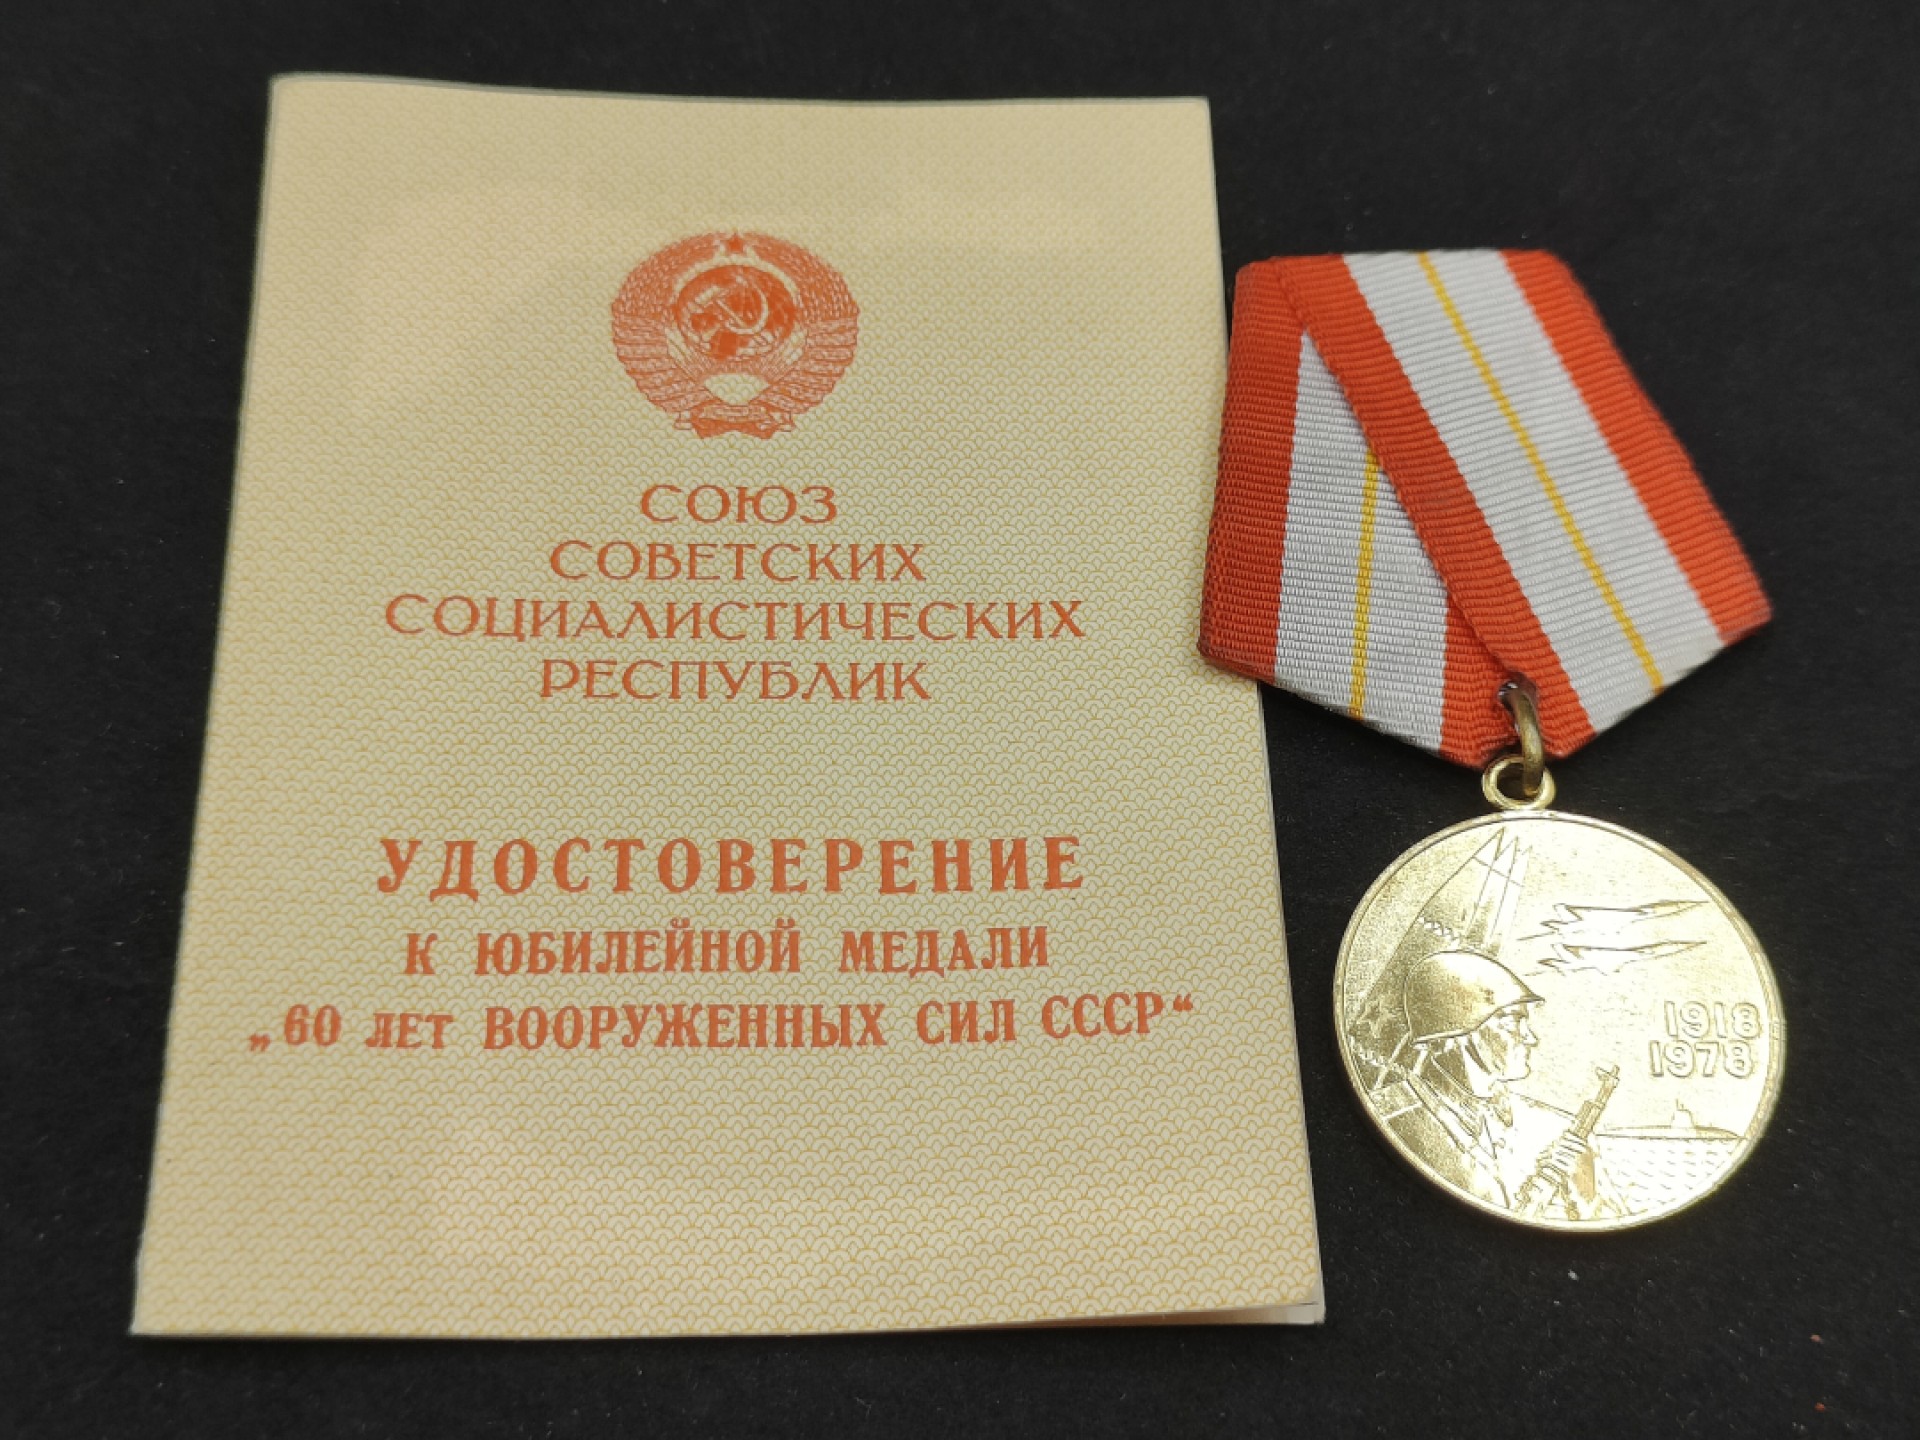 СОЮЗ
СОВЕТСКИХ
СОЦИАЛИСТИЧЕСКИХ
РЕСПУБЛИК
УДОСТОВЕРЕНИЕ
К ЮБИЛЕЙНОЙ МЕДАЛИ
„60 ЛЕТ ВООРУЖЕННЫХ СИЛ СССР“
1918
1978